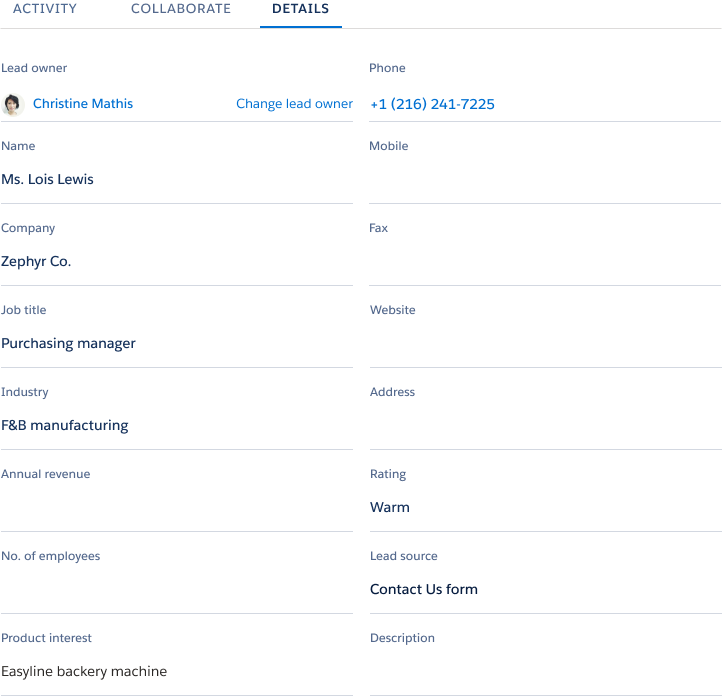 ACTIVITY COLLABORATE DETAILS
Lead owner Phone
Christine Mathis Change lead owner +1 (216) 241-7225
Name Mobile
Ms. Lois Lewis
Company Fax
Zephyr Co.
Job title Website
Purchasing manager
Industry Address
F&B manufacturing
Annual revenue Rating
Warm
No. of employees Lead source
Contact Us form
Product interest Description
Easyline backery machine